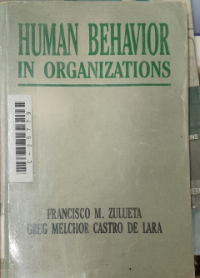 HUMAN BEHAVIOR
IN ORGANIZATIONS
FRANCISCO M. ZULUETA
GREG MELCHOR CASTRO DE LARA